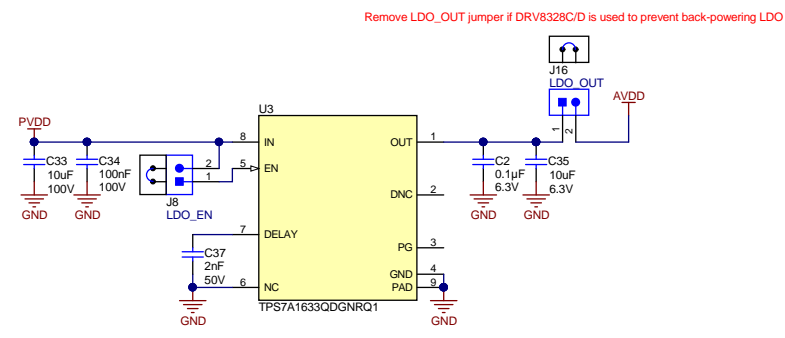 Remove LDO_OUT jumper if DRV8328C/D is used to prevent back-powering LDO
J16
LDO_OUT
AVDD
1
2
U3
PVDD
8
IN
OUT
1
C33
10uF
100V
C34
100nF
100V
2
1
5
EN
C2
0.1µF
6.3V
C35
10uF
6.3V
DNC
2
J8
LDO_EN
GND
GND
GND
GND
7
DELAY
PG
3
C37
2nF
50V
GND
4
6
NC
PAD
9
TPS7A1633QDGNRQ1
GND
GND